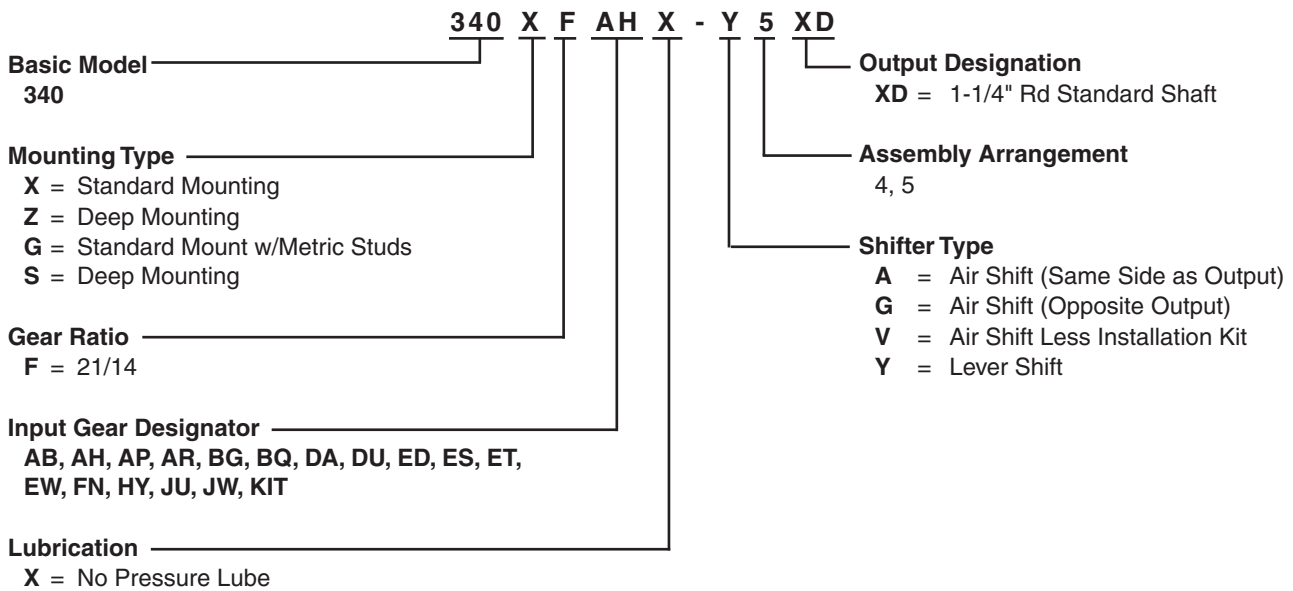 340 X F AH X - Y 5 XD
Basic Model
340
Mounting Type
X = Standard Mounting
Z = Deep Mounting
G = Standard Mount w/Metric Studs
S = Deep Mounting
Gear Ratio
F = 21/14
Input Gear Designator
AB, AH, AP, AR, BG, BQ, DA, DU, ED, ES, ET,
EW, FN, HY, JU, JW, KIT
Lubrication
X = No Pressure Lube
Output Designation
XD = 1-1/4" Rd Standard Shaft
Assembly Arrangement
4, 5
Shifter Type
A = Air Shift (Same Side as Output)
G = Air Shift (Opposite Output)
V = Air Shift Less Installation Kit
Y = Lever Shift